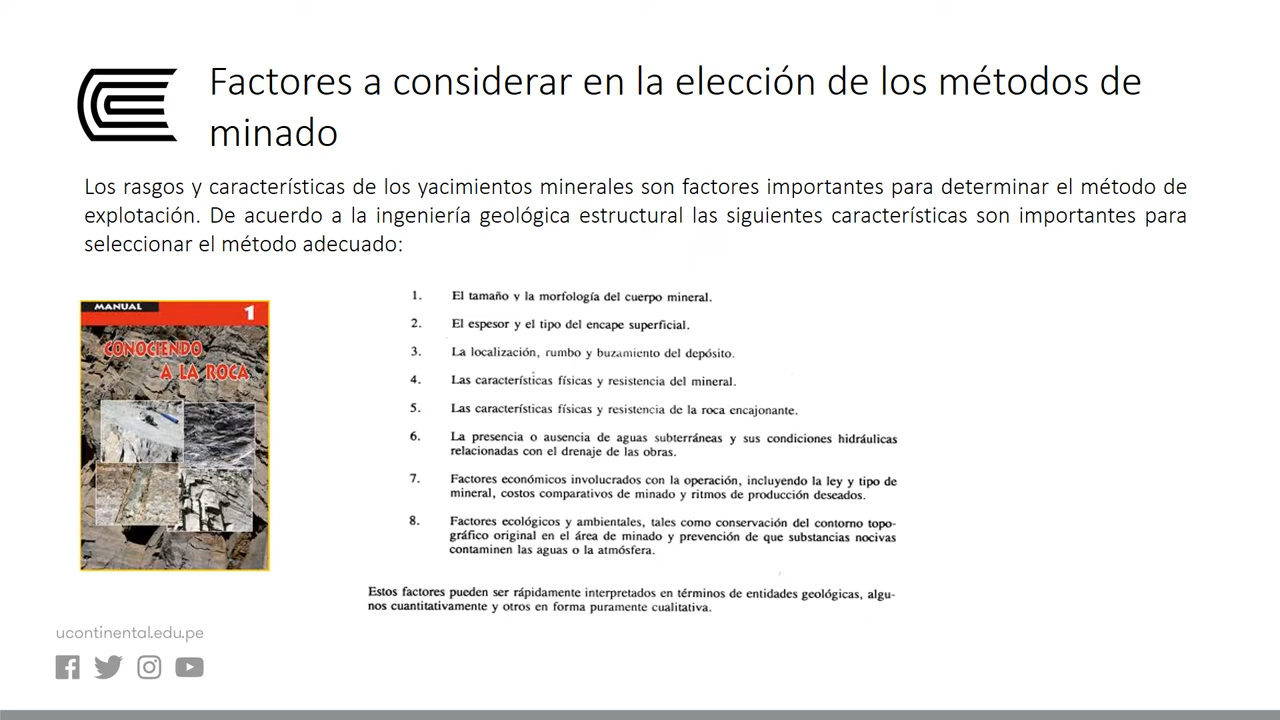 Factores a considerar en la elección de los métodos de
minado
Los rasgos y características de los yacimientos minerales son factores importantes para determinar el método de
explotación. De acuerdo a la ingeniería geológica estructural las siguientes características son importantes para
seleccionar el método adecuado:
MANUAL
1
CONOCIENDO
A LA ROCA
1. El tamaño y la morfología del cuerpo mineral.
2. El espesor y el tipo del encape superficial.
3. La localización, rumbo y buzamiento del depósito.
4. Las características físicas y resistencia del mineral.
5. Las características físicas y resistencia de la roca encajonante.
6. La presencia o ausencia de aguas subterráneas y sus condiciones hidráulicas
relacionadas con el drenaje de las obras.
7. Factores económicos involucrados con la operación, incluyendo la ley y tipo de
mineral, costos comparativos de minado y ritmos de producción deseados.
8. Factores ecológicos y ambientales, tales como conservación del contorno topo-
gráfico original en el área de minado y prevención de que substancias nocivas
contaminen las aguas o la atmósfera.
Estos factores pueden ser rápidamente interpretados en términos de entidades geológicas, algu-
nos cuantitativamente y otros en forma puramente cualitativa.
ucontinental.edu.pe